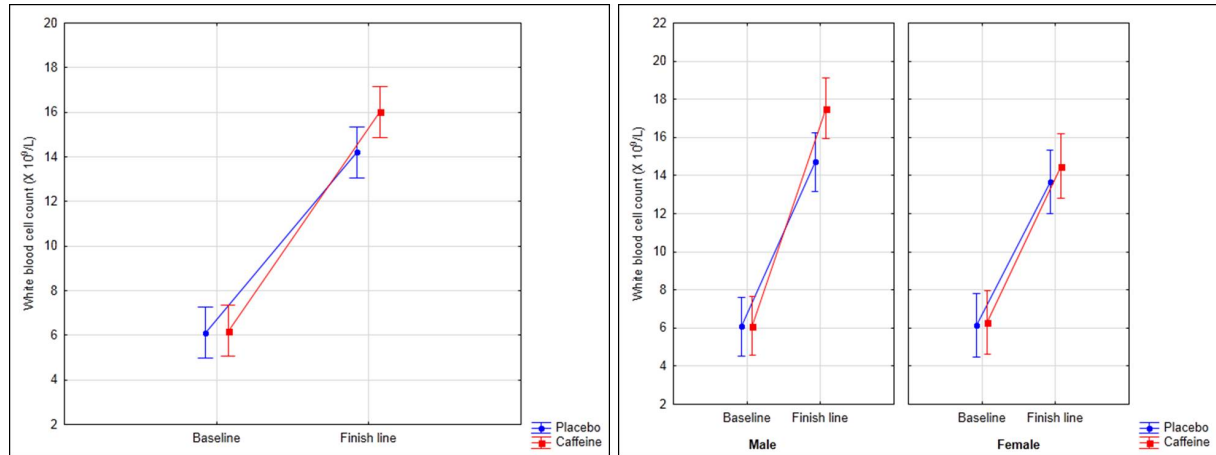 White blood cell count (X 10⁹/L)
20
18
16
14
12
10
8
6
4
2
Baseline
Finish line
Placebo
Caffeine
White blood cell count (X 10⁹/L)
22
20
18
16
14
12
10
8
6
4
2
Baseline
Finish line
Male
Baseline
Finish line
Female
Placebo
Caffeine